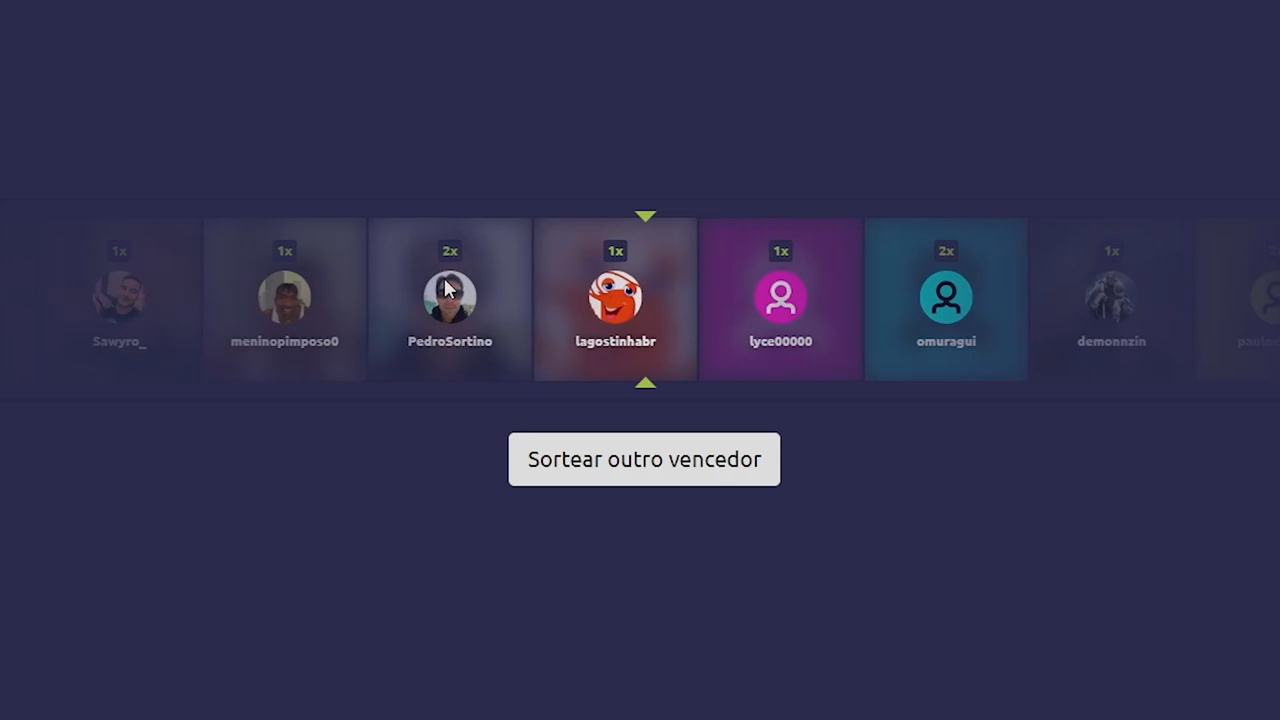 1x 1x 2x 1x 1x 2x 1x
Sawyro_ meninopimposo0 PedroSortino lagostinhabr lyce00000 omuragui demonnzin
Sortear outro vencedor